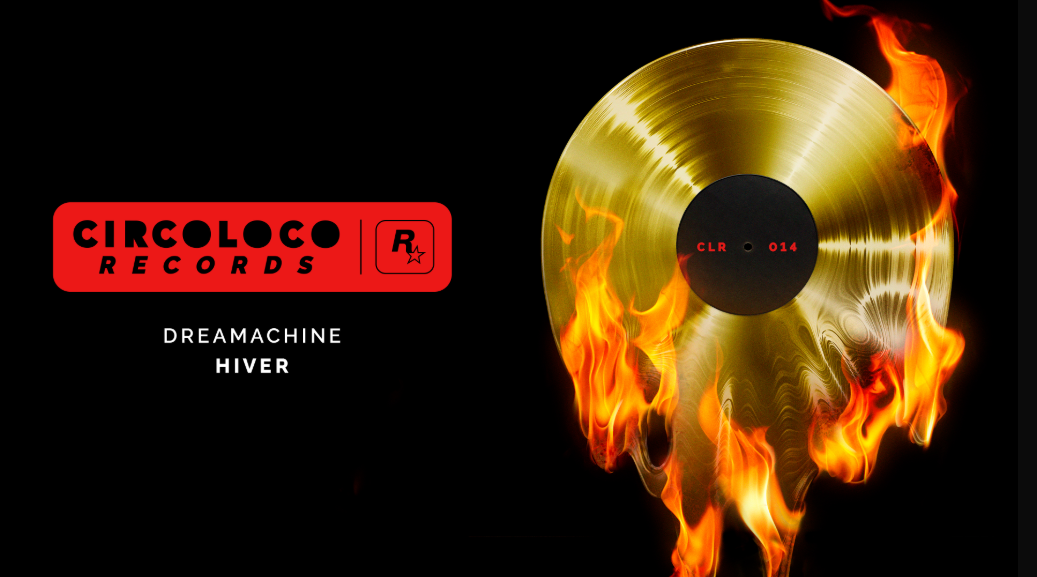 CIRCOLOCO
RECORDS
R
DREAMACHINE
HIVER
CLR 014